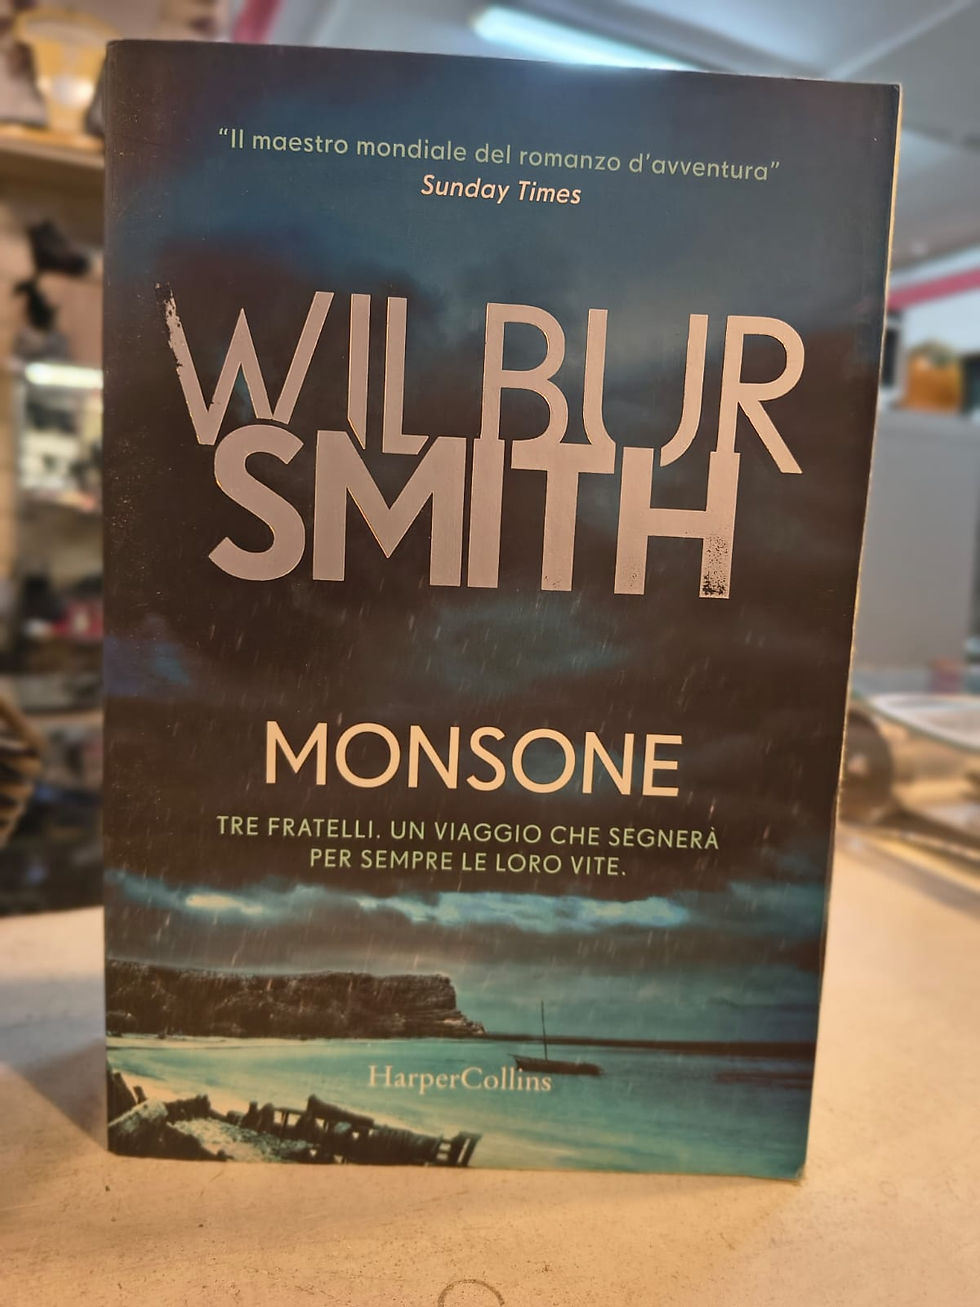 “Il maestro mondiale del romanzo d’avventura”
Sunday Times
WILBUR
SMITH
MONSONE
TRE FRATELLI. UN VIAGGIO CHE SEGNERÀ
PER SEMPRE LE LORO VITE.
HarperCollins